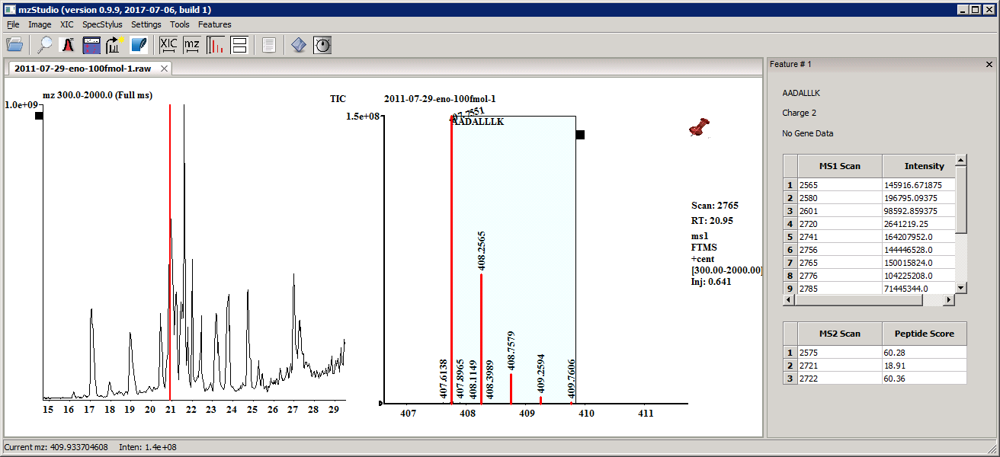 mzStudio (version 0.9.9, 2017-07-06, build 1)
File Image XIC SpecStylus Settings Tools Features
XIC mz
2011-07-29-eno-100fmol-1.raw
mz 300.0-2000.0 (Full ms) TIC
1.0e+09
15 16 17 18 19 20 21 22 23 24 25 26 27 28 29
2011-07-29-eno-100fmol-1
1.5e+08
AADALLLK
407.6138
407.8965
408.1149
408.2565
408.3989
408.7579
409.2594
409.7606
407 408 409 410 411
Scan: 2765
RT: 20.95
ms1
FTMS
+cent
[300.00-2000.00]
Inj: 0.641
Feature # 1
AADALLLK
Charge 2
No Gene Data
MS1 Scan Intensity
1 2565 145916.671875
2 2580 196795.09375
3 2601 98592.859375
4 2720 2641219.25
5 2741 164207952.0
6 2756 144446528.0
7 2765 150015824.0
8 2776 104225208.0
9 2785 71445344.0
MS2 Scan Peptide Score
1 2575 60.28
2 2721 18.91
3 2722 60.36
Current mz: 409.933704608 Inten: 1.4e+08